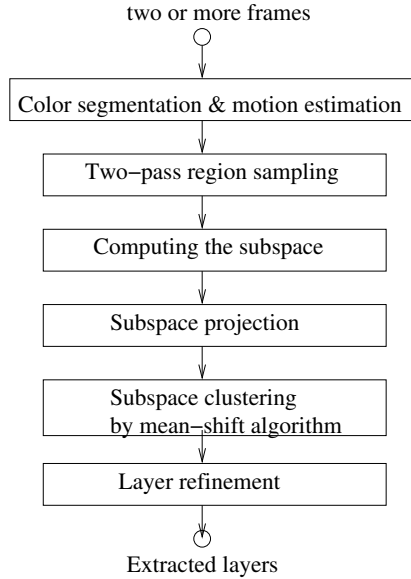 two or more frames
Color segmentation & motion estimation
Two-pass region sampling
Computing the subspace
Subspace projection
Subspace clustering
by mean-shift algorithm
Layer refinement
Extracted layers